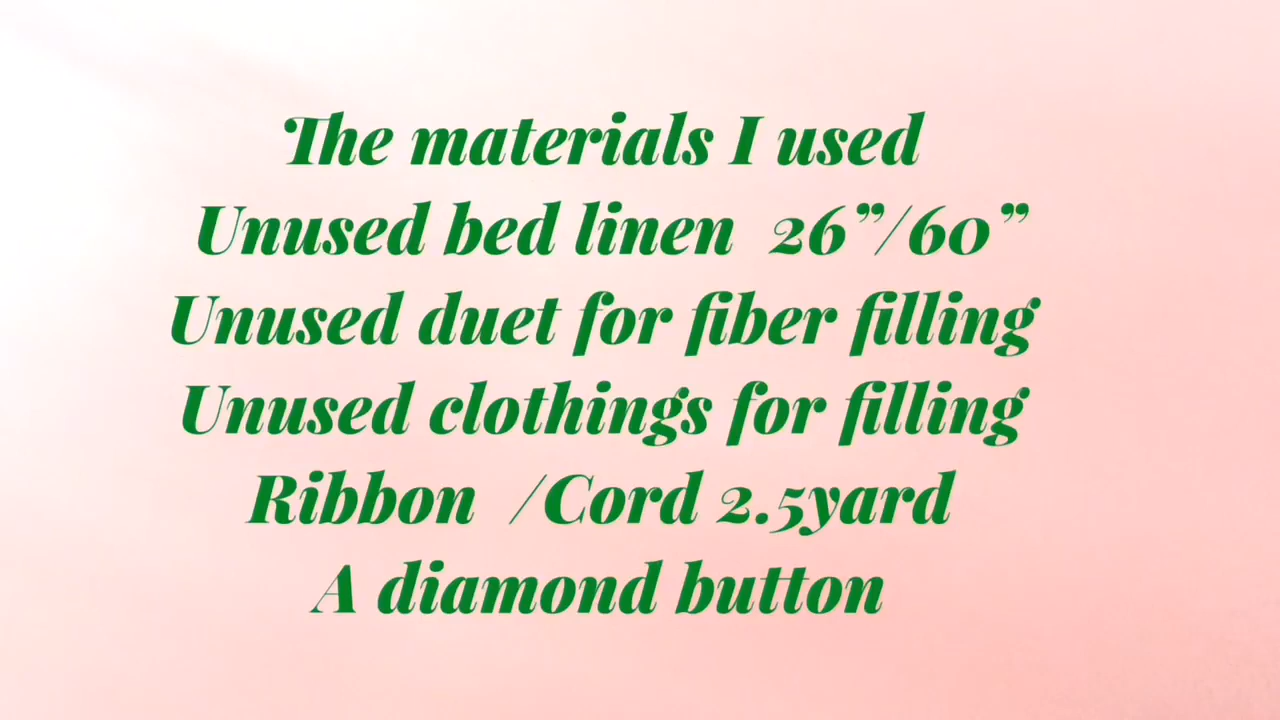 The materials I used
Unused bed linen 26”/60”
Unused duet for fiber filling
Unused clothings for filling
Ribbon /Cord 2.5yard
A diamond button